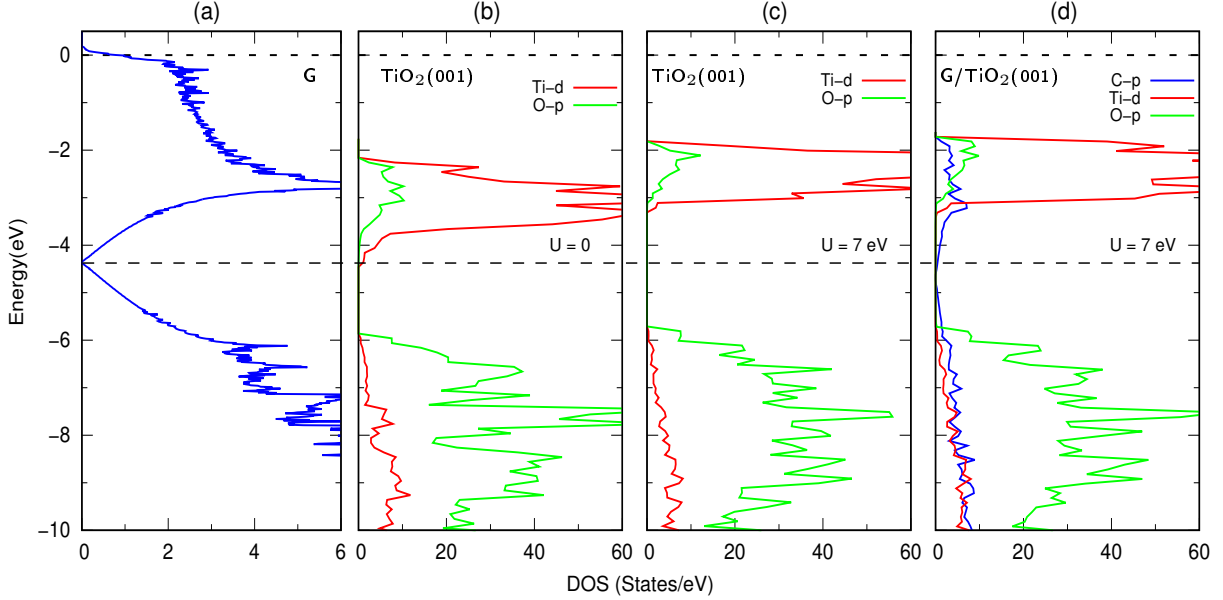 (a)
(b)
(c)
(d)
0
−2
−4
−6
−8
−10
Energy(eV)
G
0
2
4
6
TiO₂(001)
Ti−d
O−p
U = 0
0
20
40
60
TiO₂(001)
Ti−d
O−p
U = 7 eV
0
20
40
60
G/TiO₂(001)
C−p
Ti−d
O−p
U = 7 eV
0
20
40
60
DOS (States/eV)